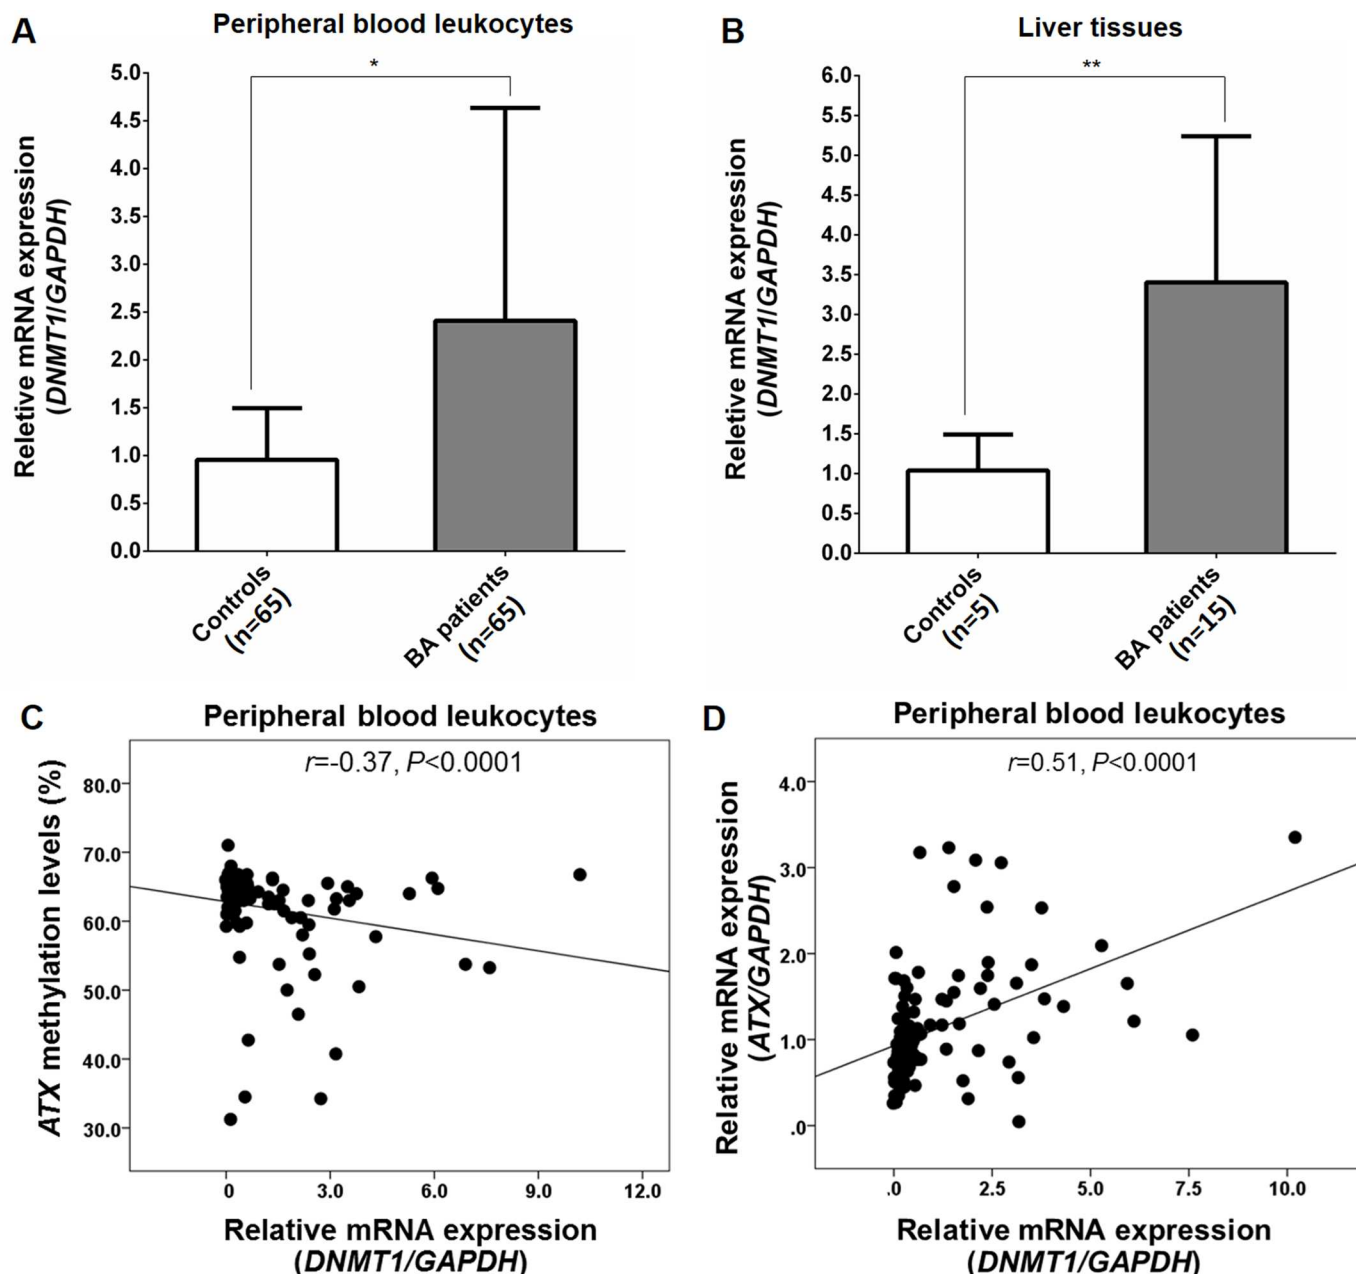 A
Peripheral blood leukocytes
*
Reletive mRNA expression
(DNMT1/GAPDH)
5.0
4.5
4.0
3.5
3.0
2.5
2.0
1.5
1.0
0.5
0.0
Controls
(n=65)
BA patients
(n=65)
B
Liver tissues
**
Reletive mRNA expression
(DNMT1/GAPDH)
6.0
5.5
5.0
4.5
4.0
3.5
3.0
2.5
2.0
1.5
1.0
0.5
0.0
Controls
(n=5)
BA patients
(n=15)
C
Peripheral blood leukocytes
r=-0.37, P<0.0001
ATX methylation levels (%)
80.0
70.0
60.0
50.0
40.0
30.0
0
3.0
6.0
9.0
12.0
Relative mRNA expression
(DNMT1/GAPDH)
D
Peripheral blood leukocytes
r=0.51, P<0.0001
Relative mRNA expression
(ATX/GAPDH)
4.0
3.0
2.0
1.0
.0
.0
2.5
5.0
7.5
10.0
Relative mRNA expression
(DNMT1/GAPDH)